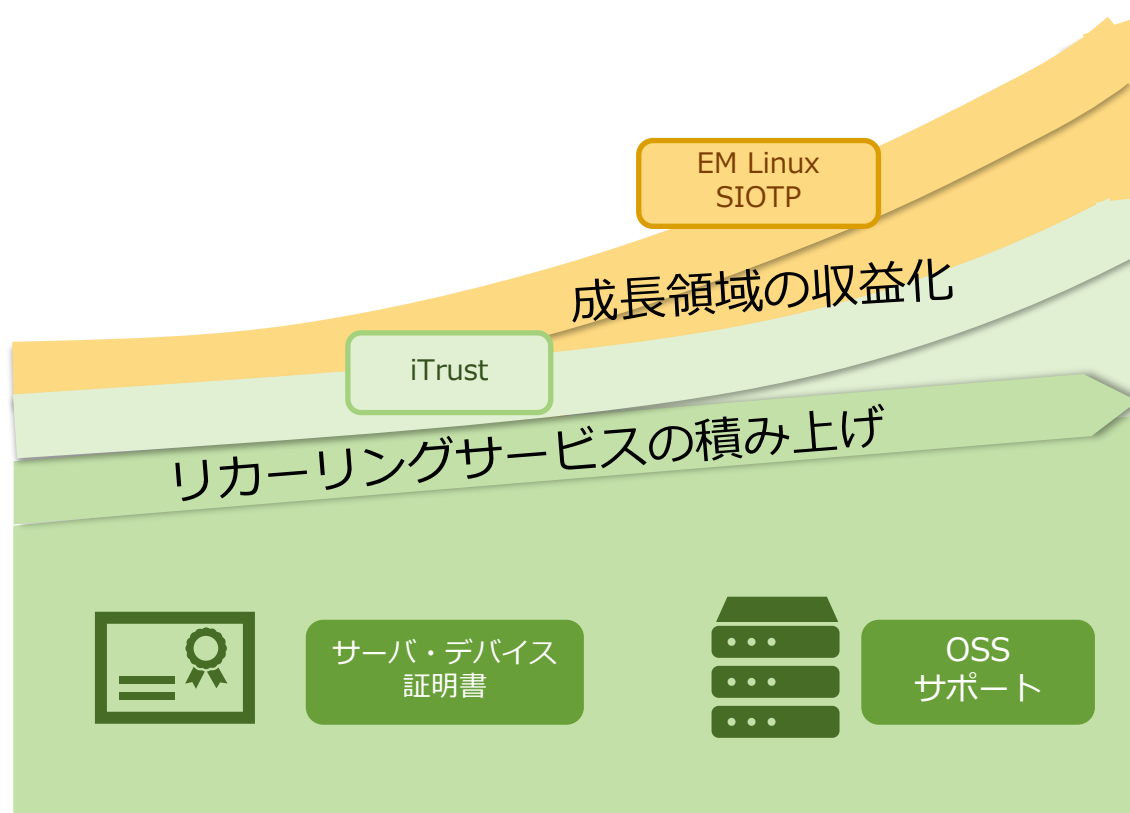 EM Linux
SIOTP
成長領域の収益化
iTrust
リカーリングサービスの積み上げ
サーバ・デバイス
証明書
OSS
サポート